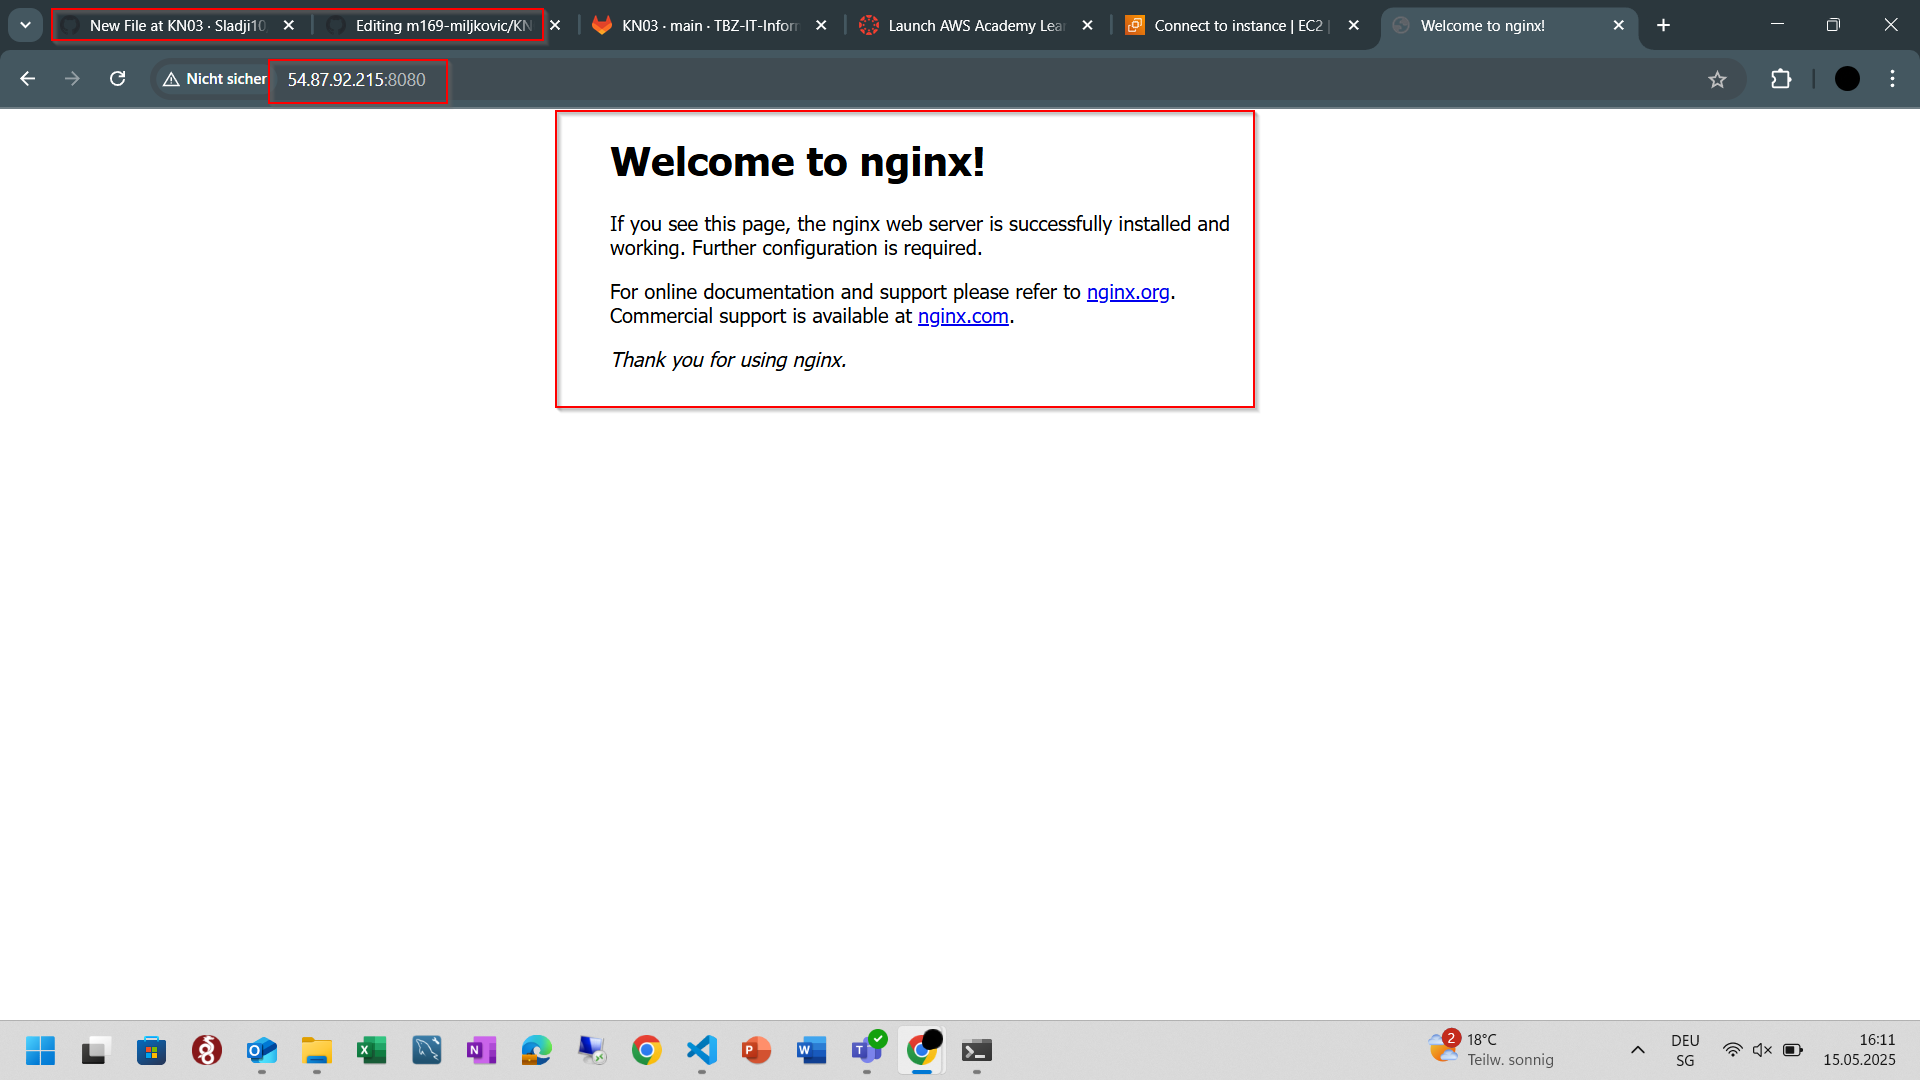 New File at KN03 · Sladji10
Editing m169-miljkovic/KN
KN03 · main · TBZ-IT-Inform
Launch AWS Academy Lea
Connect to instance | EC2 |
Welcome to nginx!
Nicht sicher
54.87.92.215:8080
Welcome to nginx!
If you see this page, the nginx web server is successfully installed and
working. Further configuration is required.
For online documentation and support please refer to nginx.org.
Commercial support is available at nginx.com.
Thank you for using nginx.
2
18°C
Teilw. sonnig
DEU
SG
16:11
15.05.2025